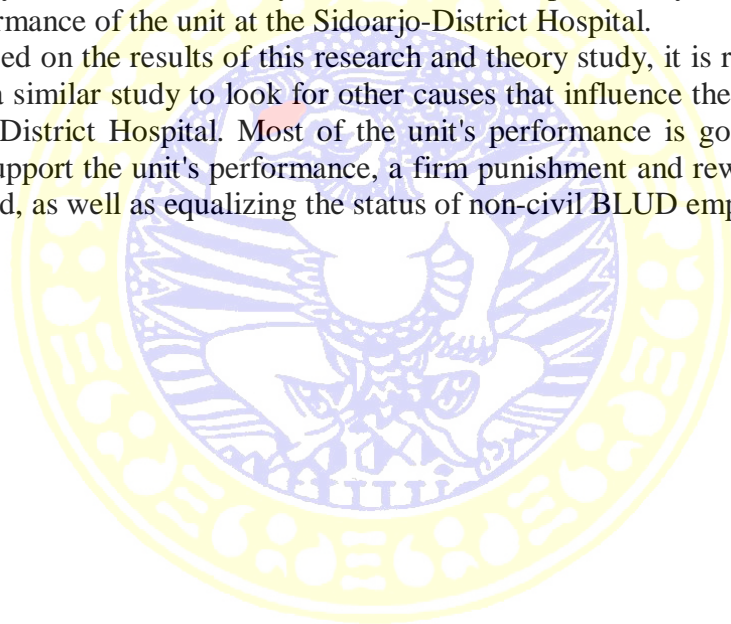 rmance of the unit at the Sidoarjo-District Hospital.
ed on the results of this research and theory study, it is r
a similar study to look for other causes that influence the
District Hospital. Most of the unit's performance is go
upport the unit's performance, a firm punishment and rew
d, as well as equalizing the status of non-civil BLUD emp